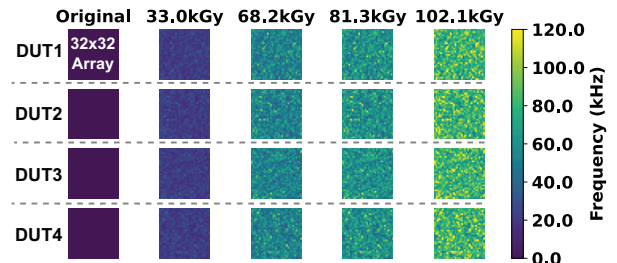 Original 33.0kGy 68.2kGy 81.3kGy 102.1kGy
DUT1
32x32
Array
DUT2
DUT3
DUT4
120.0
100.0
80.0
60.0
40.0
20.0
0.0
Frequency (kHz)